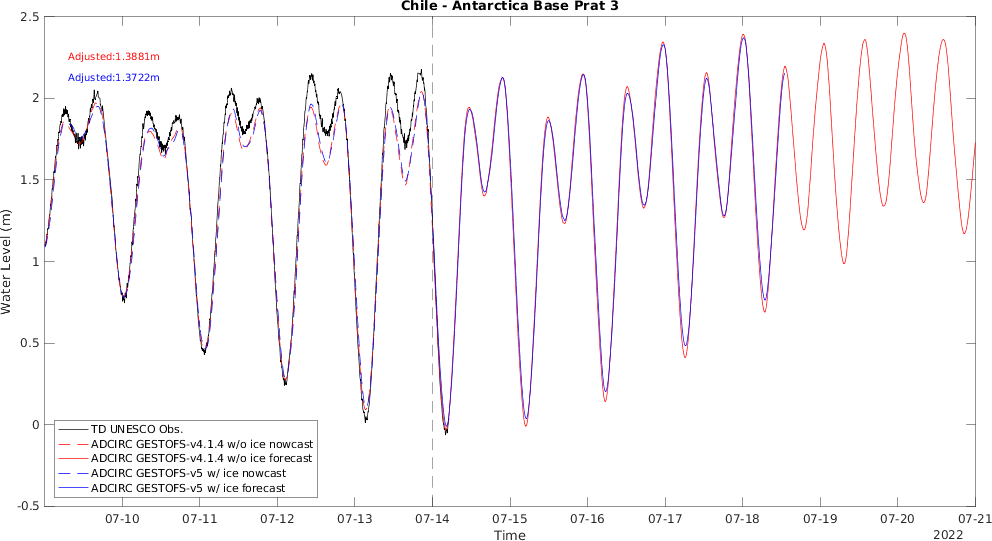 Chile - Antarctica Base Prat 3
2.5
Adjusted:1.3881m
Adjusted:1.3722m
2
1.5
1
0.5
0
-0.5
Water Level (m)
TD UNESCO Obs.
ADCIRC GESTOFS-v4.1.4 w/o ice nowcast
ADCIRC GESTOFS-v4.1.4 w/o ice forecast
ADCIRC GESTOFS-v5 w/ ice nowcast
ADCIRC GESTOFS-v5 w/ ice forecast
07-10 07-11 07-12 07-13 07-14 07-15 07-16 07-17 07-18 07-19 07-20 07-21
Time
2022